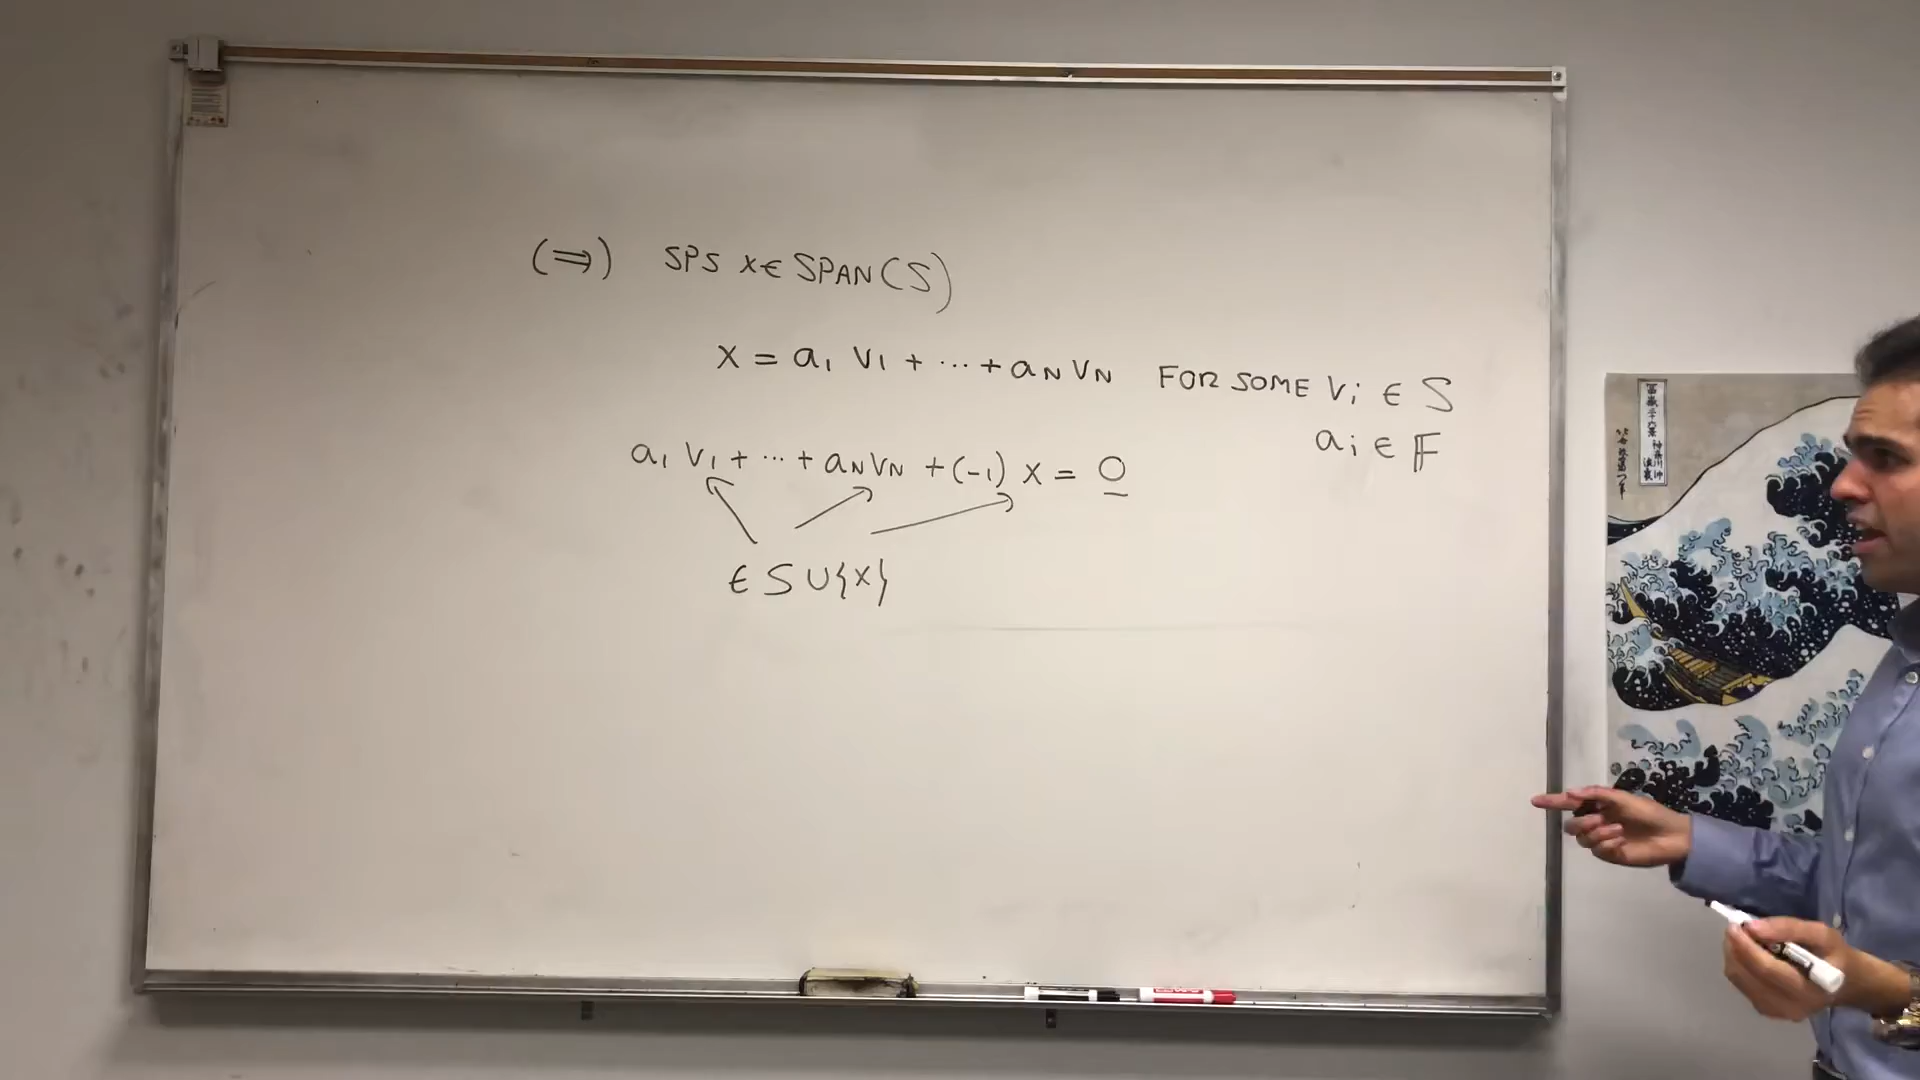 (⇒) SPS X ∈ SPAN(S)
X = a₁ V₁ + ⋯ + aN VN FOR SOME Vi ∈ S
ai ∈ 𝔽
a₁ V₁ + ⋯ + aN VN + (-1) X = 0
∈ S ∪ {X}